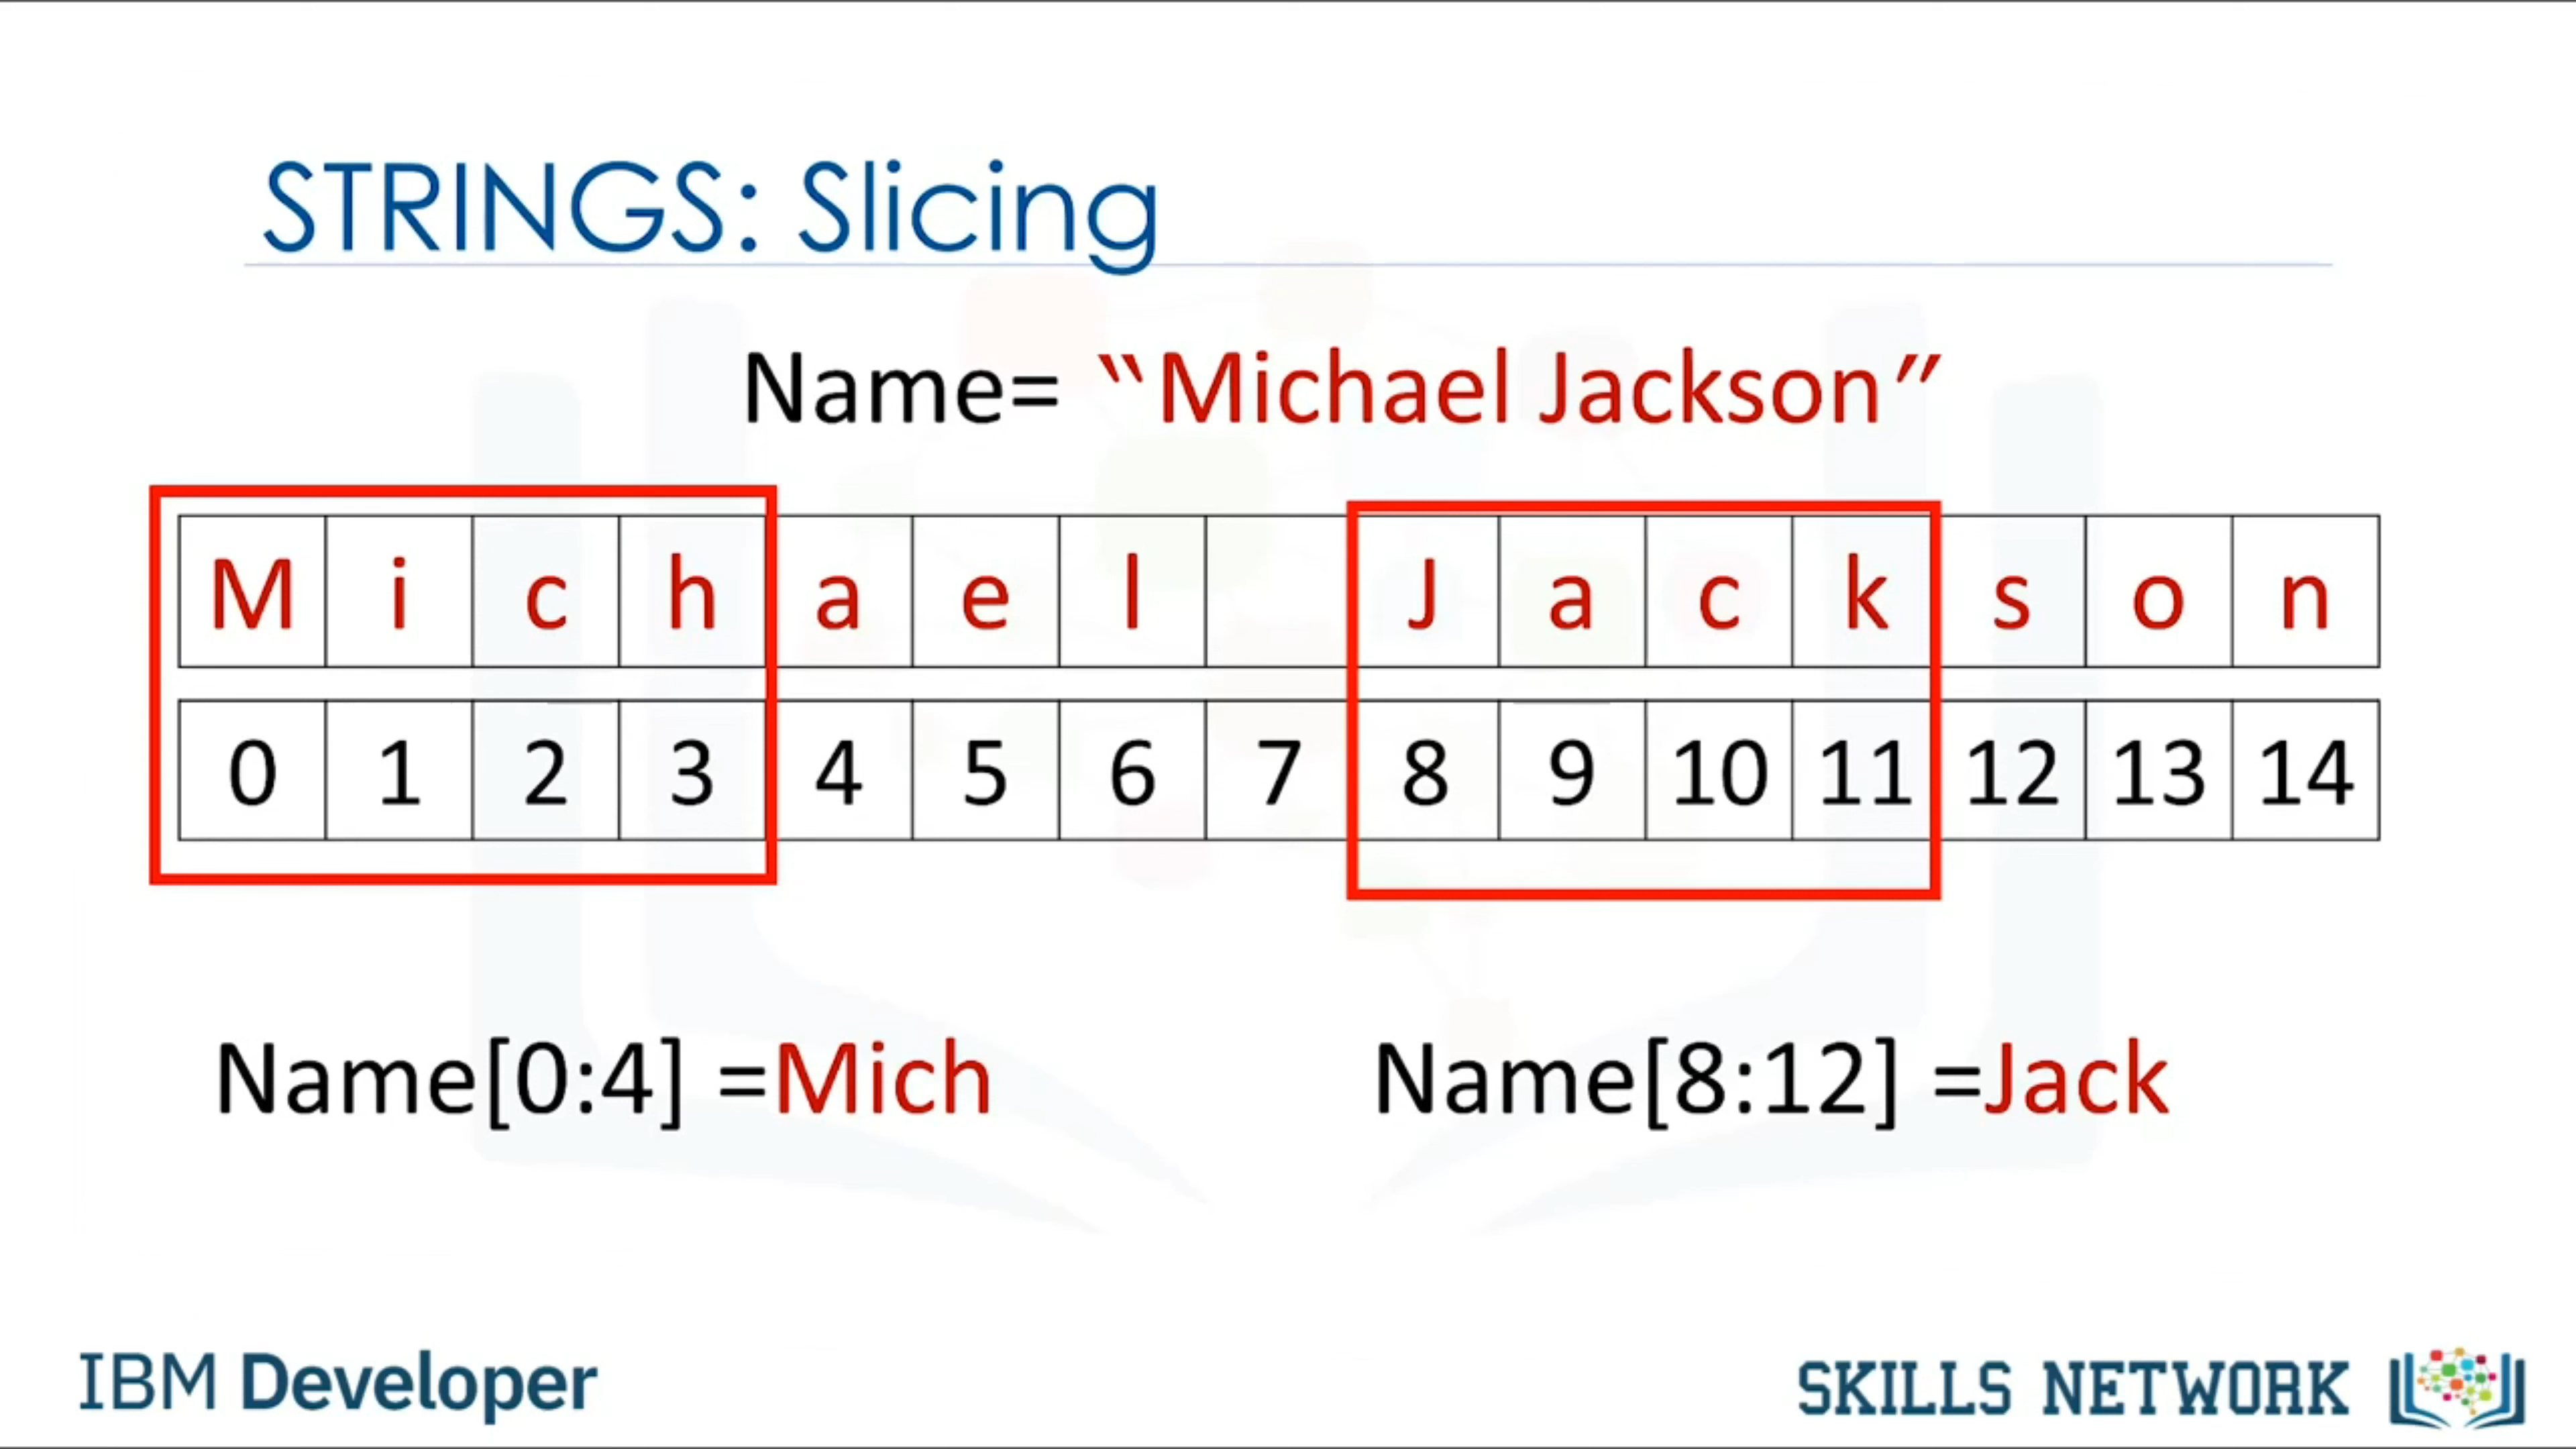 STRINGS: Slicing
Name= “Michael Jackson”
M i c h a e l J a c k s o n
0 1 2 3 4 5 6 7 8 9 10 11 12 13 14
Name[0:4] =Mich
Name[8:12] =Jack
IBM Developer
SKILLS NETWORK